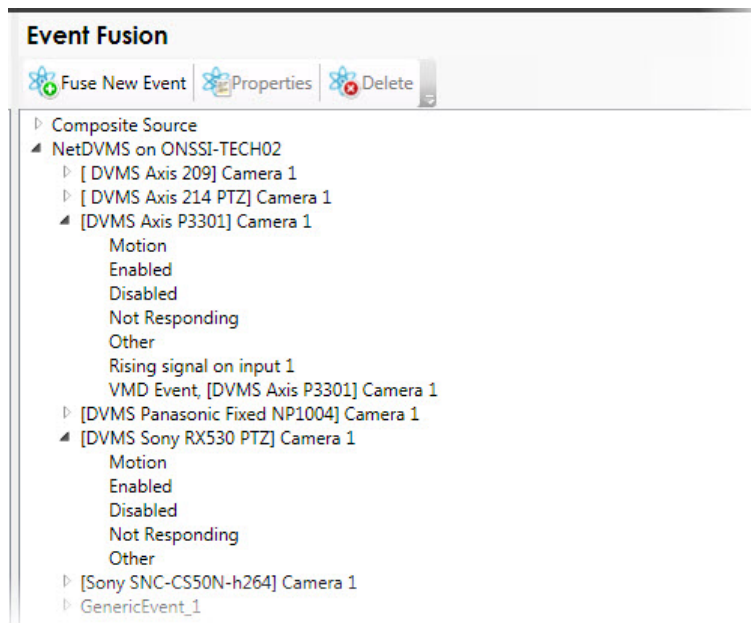 Event Fusion
Fuse New Event Properties Delete
Composite Source
NetDVMS on ONSSI-TECH02
[ DVMS Axis 209] Camera 1
[ DVMS Axis 214 PTZ] Camera 1
[DVMS Axis P3301] Camera 1
Motion
Enabled
Disabled
Not Responding
Other
Rising signal on input 1
VMD Event, [DVMS Axis P3301] Camera 1
[DVMS Panasonic Fixed NP1004] Camera 1
[DVMS Sony RX530 PTZ] Camera 1
Motion
Enabled
Disabled
Not Responding
Other
[Sony SNC-CS50N-h264] Camera 1
GenericEvent_1